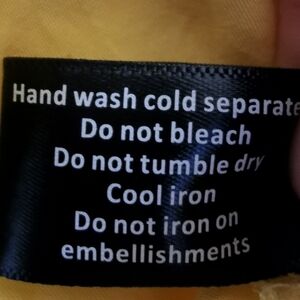 Hand wash cold separate
Do not bleach
Do not tumble dry
Cool iron
Do not iron on
embellishments